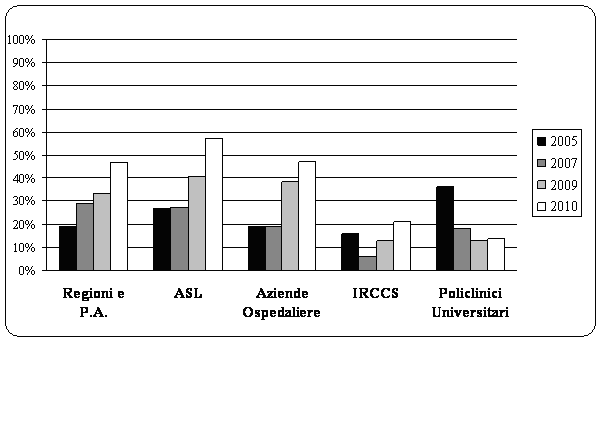 100%
90%
80%
70%
60%
50%
40%
30%
20%
10%
0%
Regioni e
P.A.
ASL
Aziende
Ospedaliere
IRCCS
Policlinici
Universitari
2005
2007
2009
2010